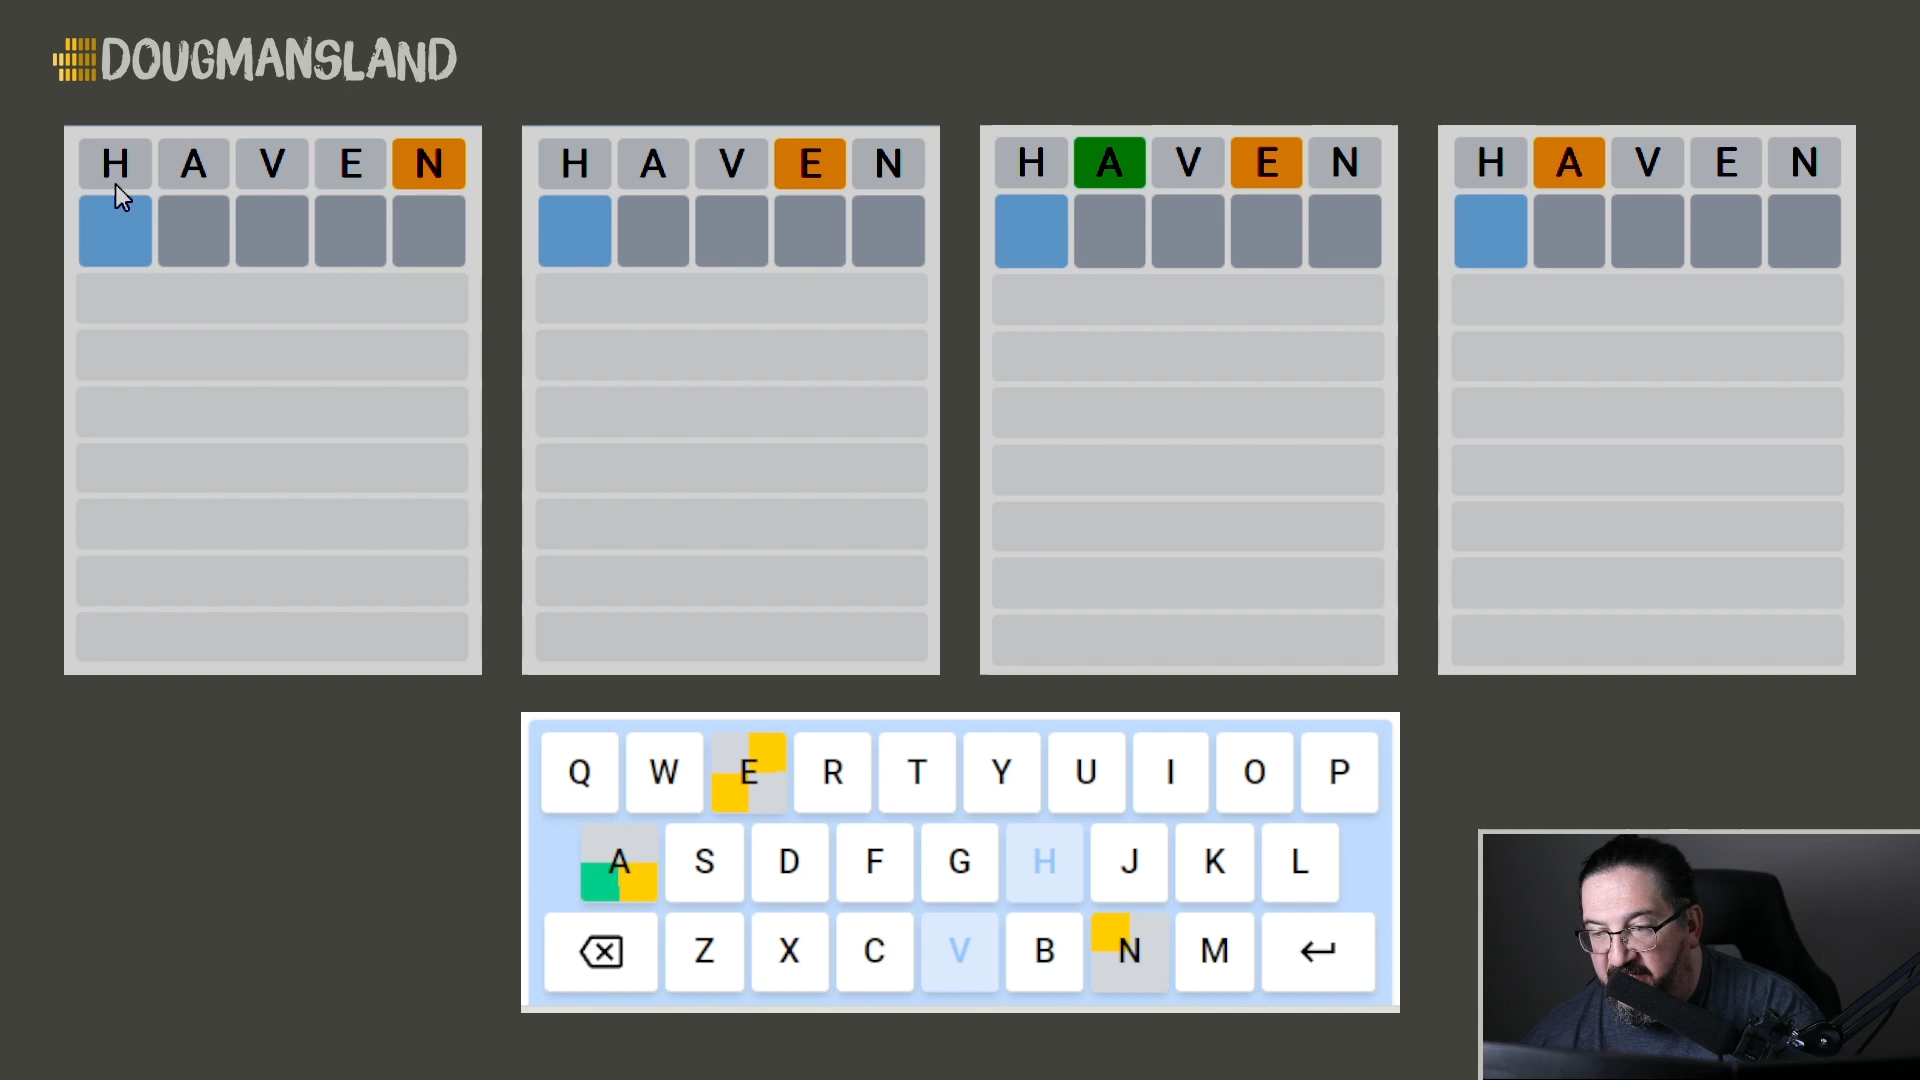 DOUGMANSLAND
H A V E N
H A V E N
H A V E N
H A V E N
Q W E R T Y U I O P
A S D F G H J K L
Z X C V B N M